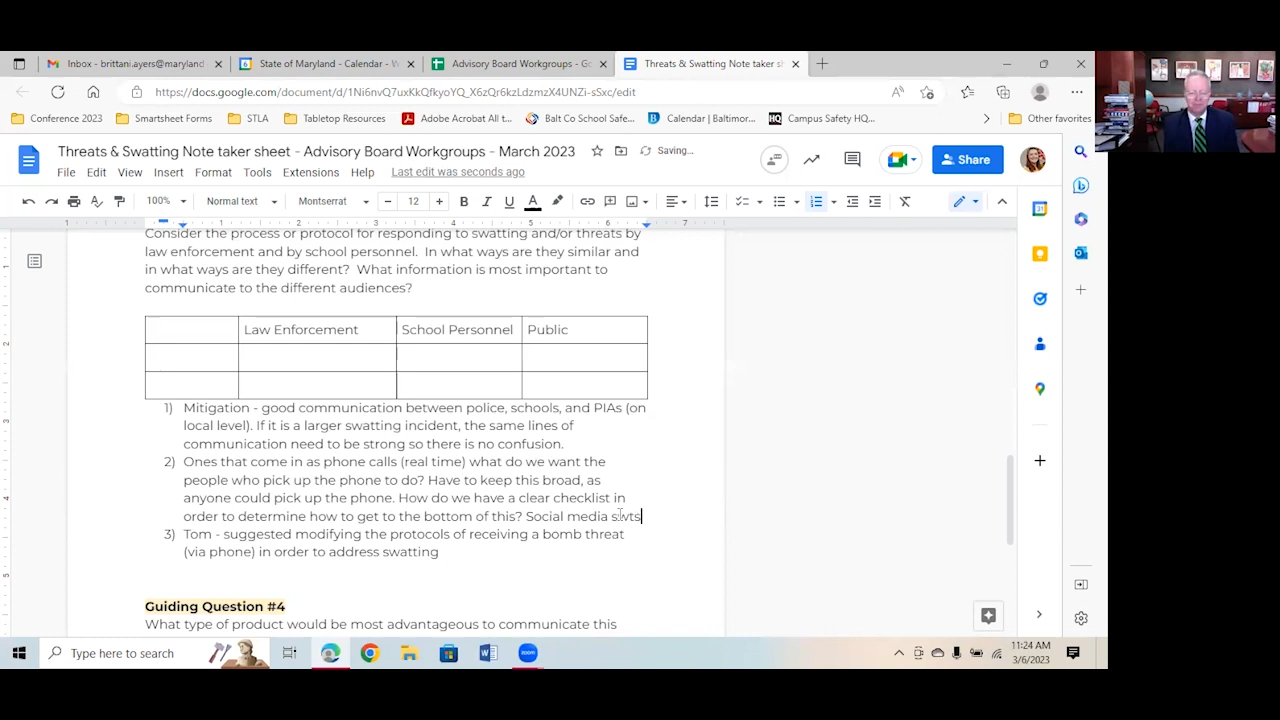 Inbox - brittani.ayers@maryland
State of Maryland - Calendar - W
Advisory Board Workgroups - Go
Threats & Swatting Note taker sh
https://docs.google.com/document/d/1Ni6nvQ7uxKkQfkyoYQ_X6zQr6kzLdzmzX4UNZi-sSxc/edit
Conference 2023
Smartsheet Forms
STLA
Tabletop Resources
Adobe Acrobat All t...
Balt Co School Safe...
Calendar | Baltimor...
HQ Campus Safety HQ...
Other favorites
Threats & Swatting Note taker sheet - Advisory Board Workgroups - March 2023
Saving...
Share
File Edit View Insert Format Tools Extensions Help Last edit was seconds ago
100% Normal text Montserrat 12 B I U A
1 1 2 3 4 5 6 7
Consider the process or protocol for responding to swatting and/or threats by
law enforcement and by school personnel. In what ways are they similar and
in what ways are they different? What information is most important to
communicate to the different audiences?
Law Enforcement School Personnel Public
1) Mitigation - good communication between police, schools, and PIAs (on
local level). If it is a larger swatting incident, the same lines of
communication need to be strong so there is no confusion.
2) Ones that come in as phone calls (real time) what do we want the
people who pick up the phone to do? Have to keep this broad, as
anyone could pick up the phone. How do we have a clear checklist in
order to determine how to get to the bottom of this? Social media swts
3) Tom - suggested modifying the protocols of receiving a bomb threat
(via phone) in order to address swatting
Guiding Question #4
What type of product would be most advantageous to communicate this
Type here to search
zoom
11:24 AM
3/6/2023